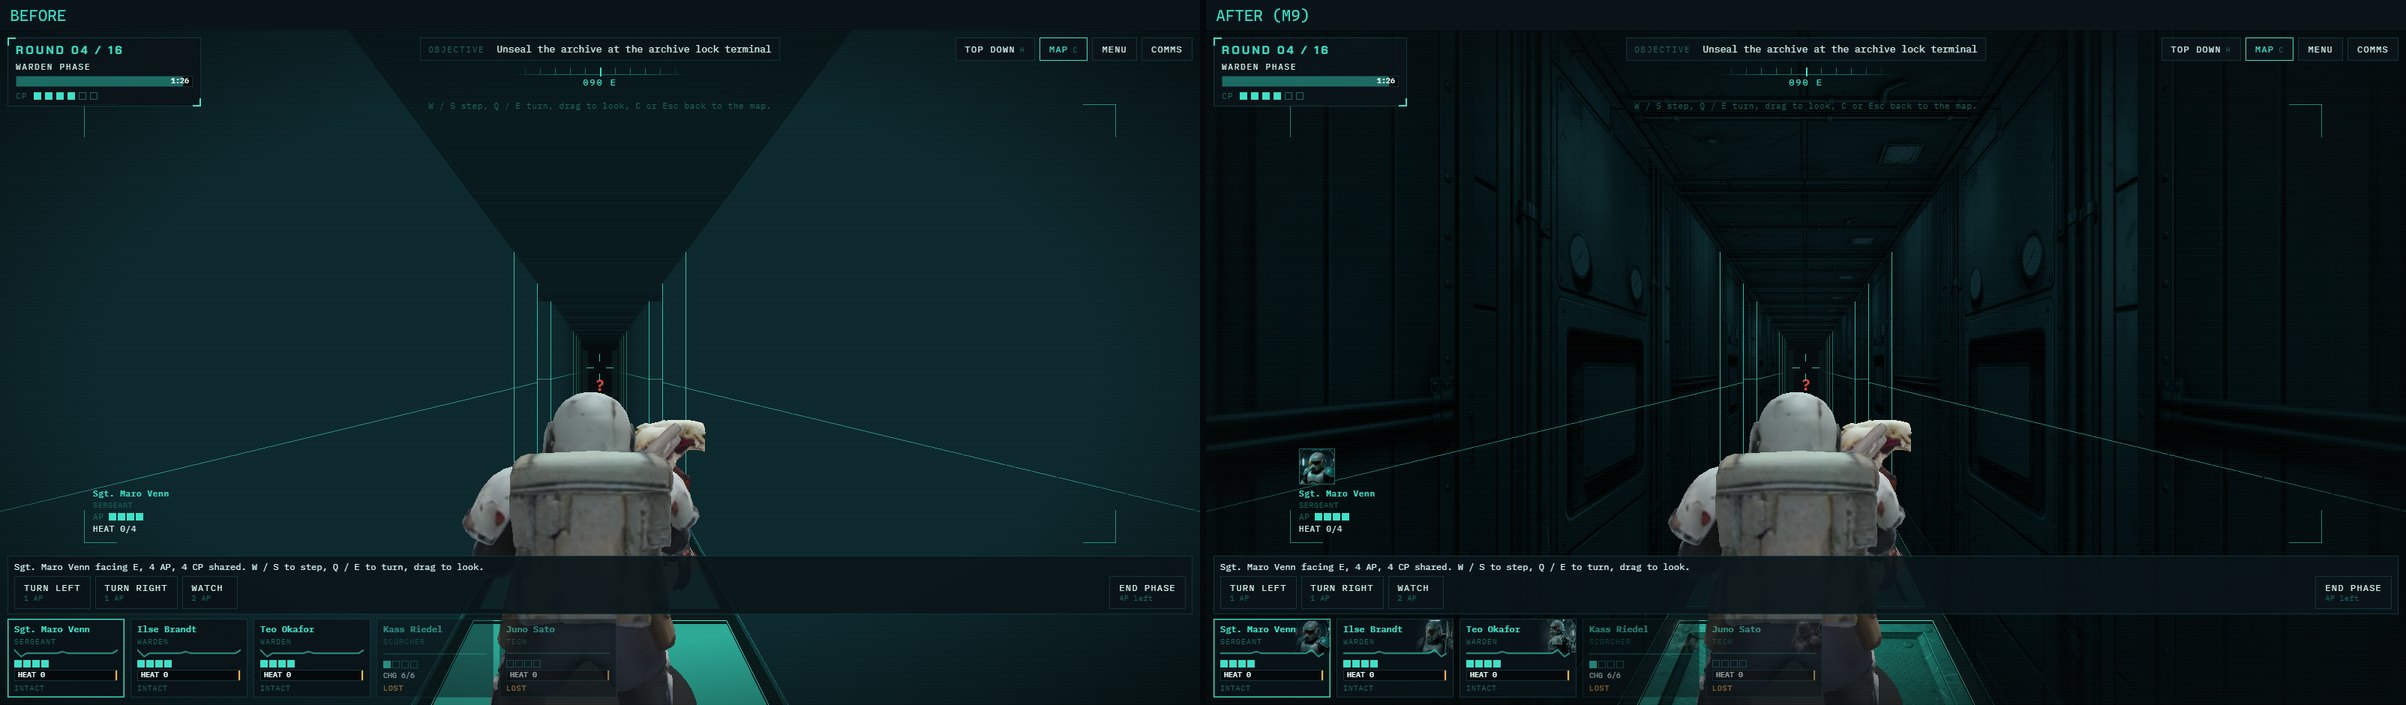 BEFORE
ROUND 04 / 16
WARDEN PHASE
1:26
CP
OBJECTIVE Unseal the archive at the archive lock terminal
090 E
W / S step, Q / E turn, drag to look, C or Esc back to the map.
TOP DOWN H
MAP C
MENU
COMMS
?
Sgt. Maro Venn
SERGEANT
AP
HEAT 0/4
Sgt. Maro Venn facing E, 4 AP, 4 CP shared. W / S to step, Q / E to turn, drag to look.
TURN LEFT
1 AP
TURN RIGHT
1 AP
WATCH
2 AP
END PHASE
AP left
Sgt. Maro Venn
SERGEANT
HEAT 0
INTACT
Ilse Brandt
WARDEN
HEAT 0
INTACT
Teo Okafor
WARDEN
HEAT 0
INTACT
Kass Riedel
SCORCHER
CHG 6/6
LOST
Juno Sato
TECH
HEAT 0
LOST
AFTER (M9)
ROUND 04 / 16
WARDEN PHASE
1:26
CP
OBJECTIVE Unseal the archive at the archive lock terminal
090 E
W / S step, Q / E turn, drag to look, C or Esc back to the map.
TOP DOWN H
MAP C
MENU
COMMS
?
Sgt. Maro Venn
SERGEANT
AP
HEAT 0/4
Sgt. Maro Venn facing E, 4 AP, 4 CP shared. W / S to step, Q / E to turn, drag to look.
TURN LEFT
1 AP
TURN RIGHT
1 AP
WATCH
2 AP
END PHASE
AP left
Sgt. Maro Venn
SERGEANT
HEAT 0
INTACT
Ilse Brandt
WARDEN
HEAT 0
INTACT
Teo Okafor
WARDEN
HEAT 0
INTACT
Kass Riedel
SCORCHER
CHG 6/6
LOST
Juno Sato
TECH
HEAT 0
LOST